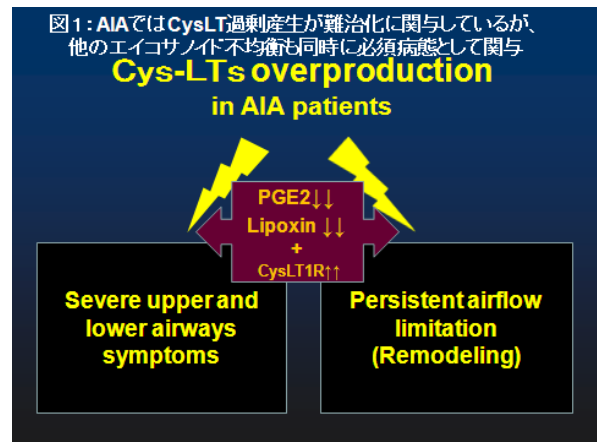 図1：AIAではCysLT過剰産生が難治化に関与しているが、
他のエイコサノイド不均衡も同時に必須病態として関与
Cys-LTs overproduction
in AIA patients
PGE2↓↓
Lipoxin ↓↓
+
CysLT1R↑↑
Severe upper and
lower airways
symptoms
Persistent airflow
limitation
(Remodeling)